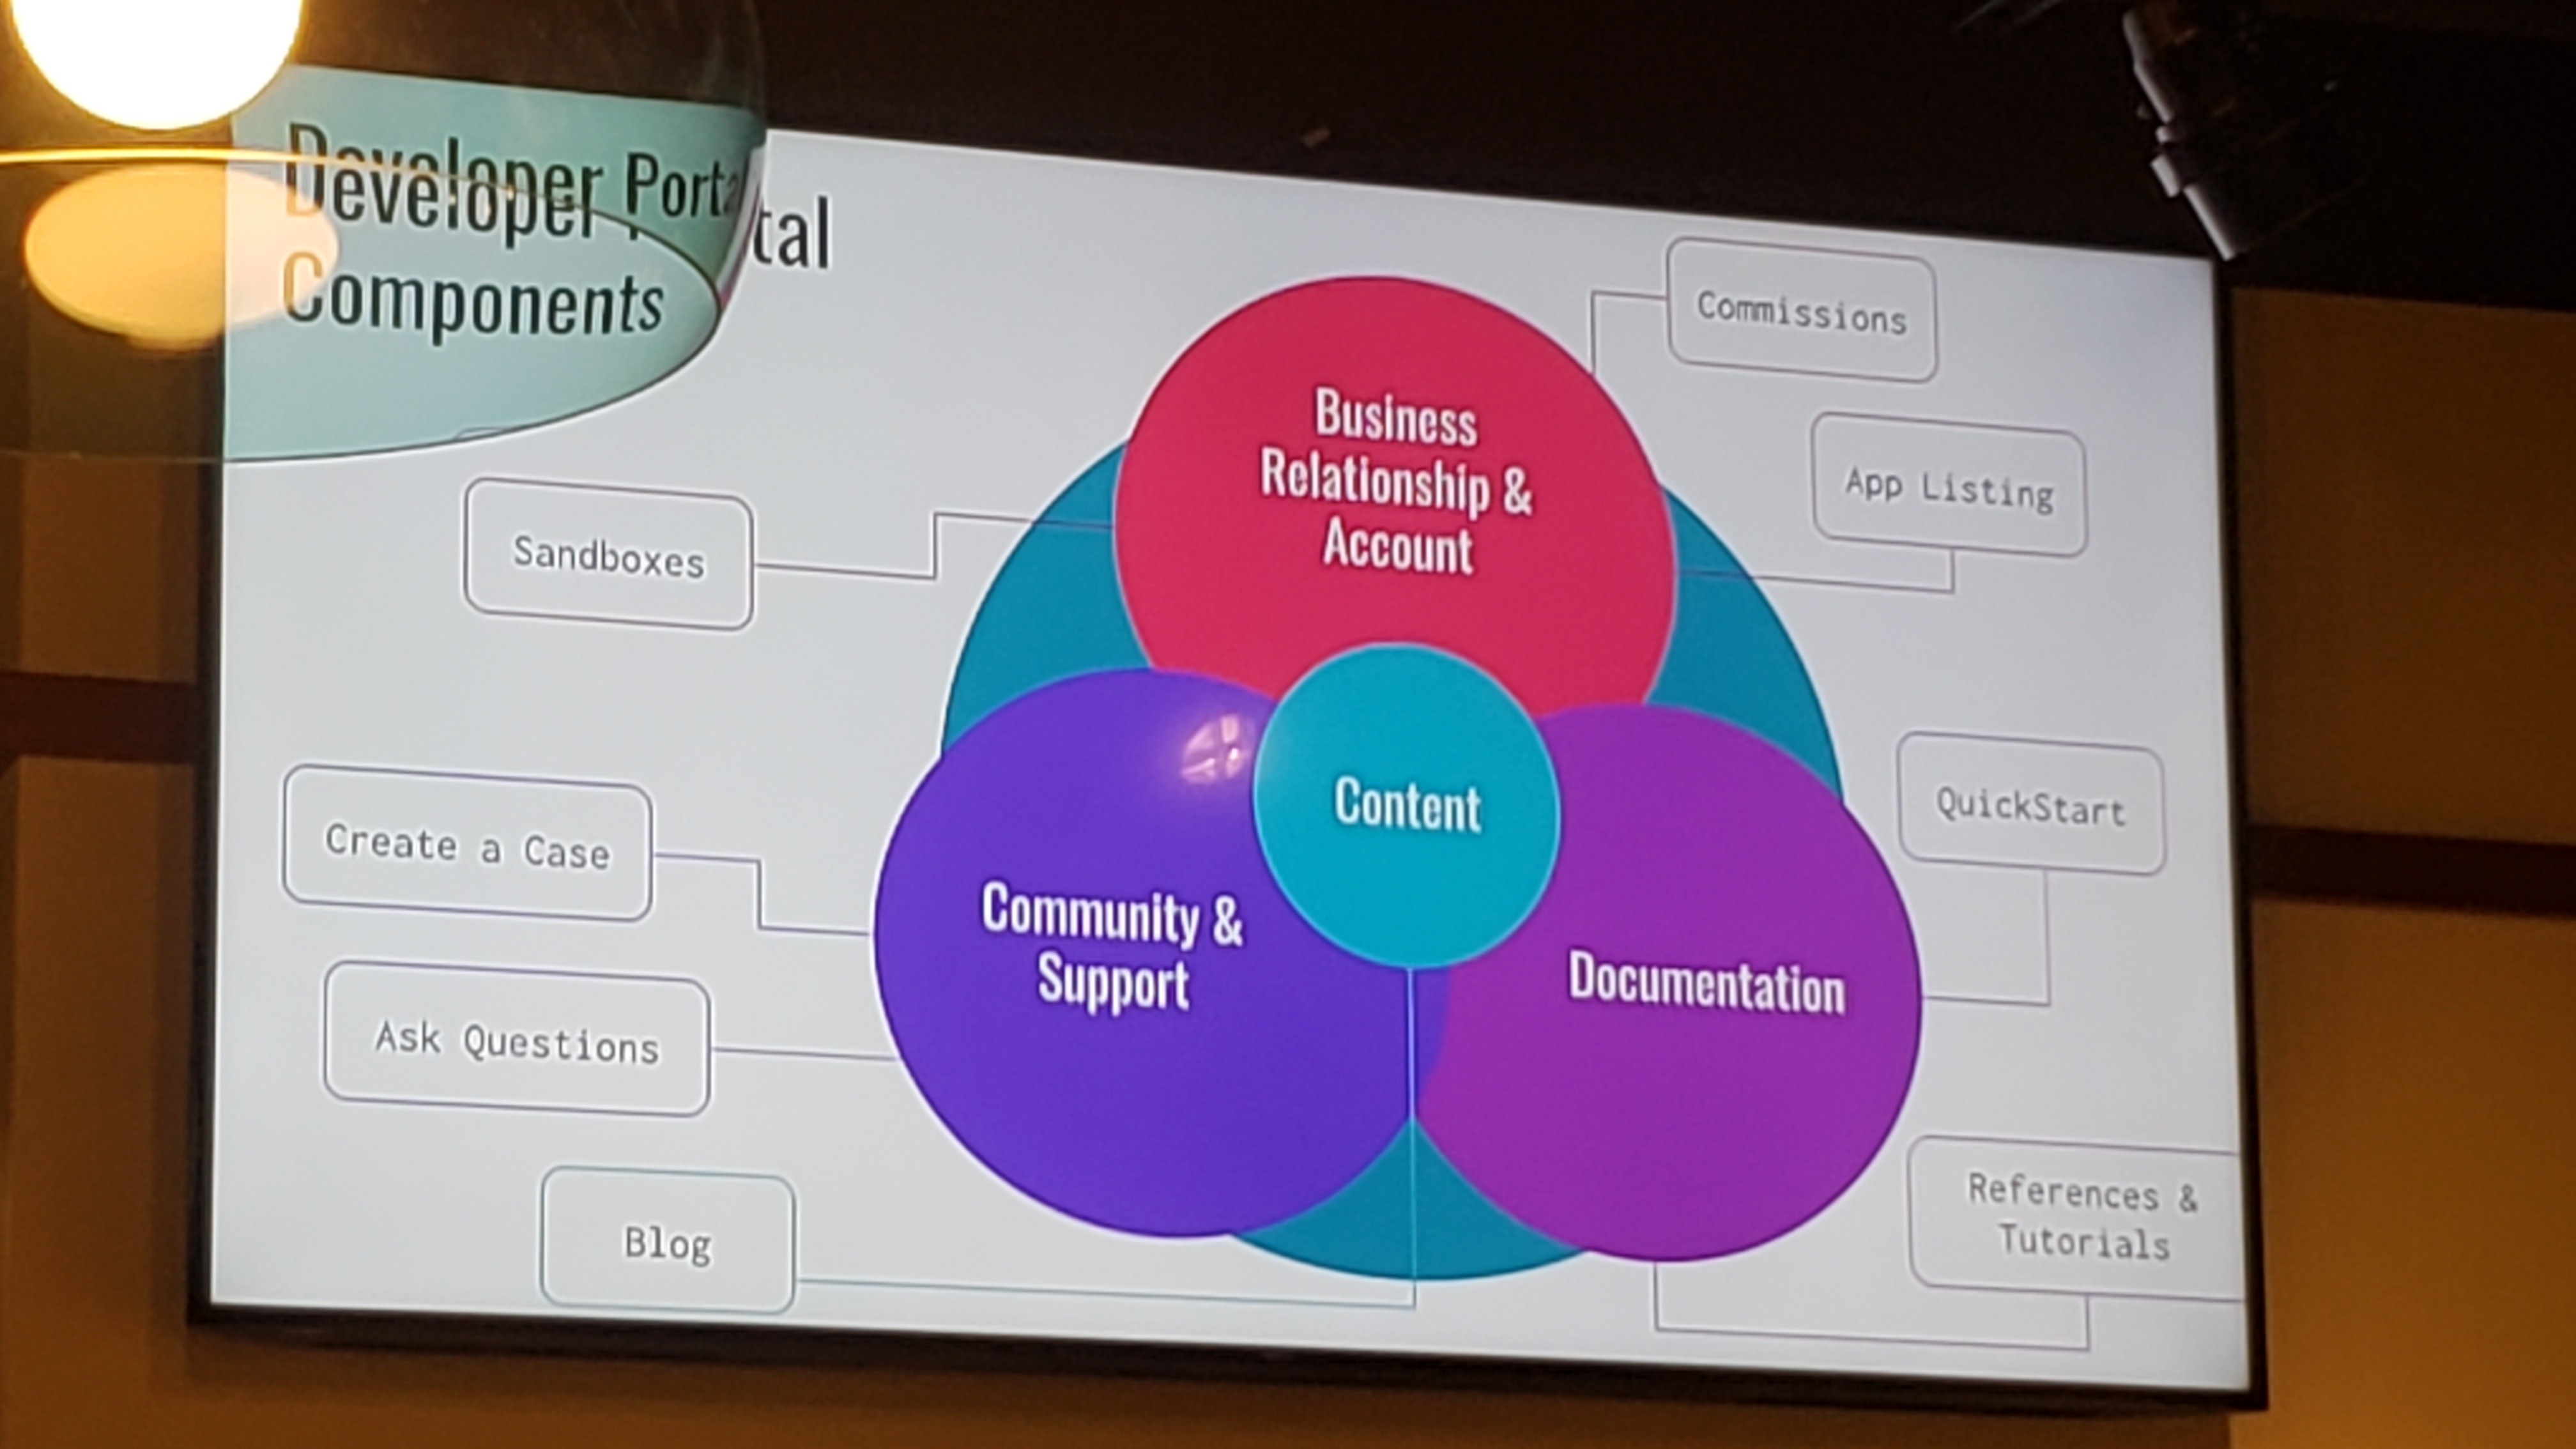 Developer Portal
Components
Commissions
App Listing
Business
Relationship &
Account
Sandboxes
QuickStart
Content
Create a Case
Community &
Support
Documentation
Ask Questions
References &
Tutorials
Blog